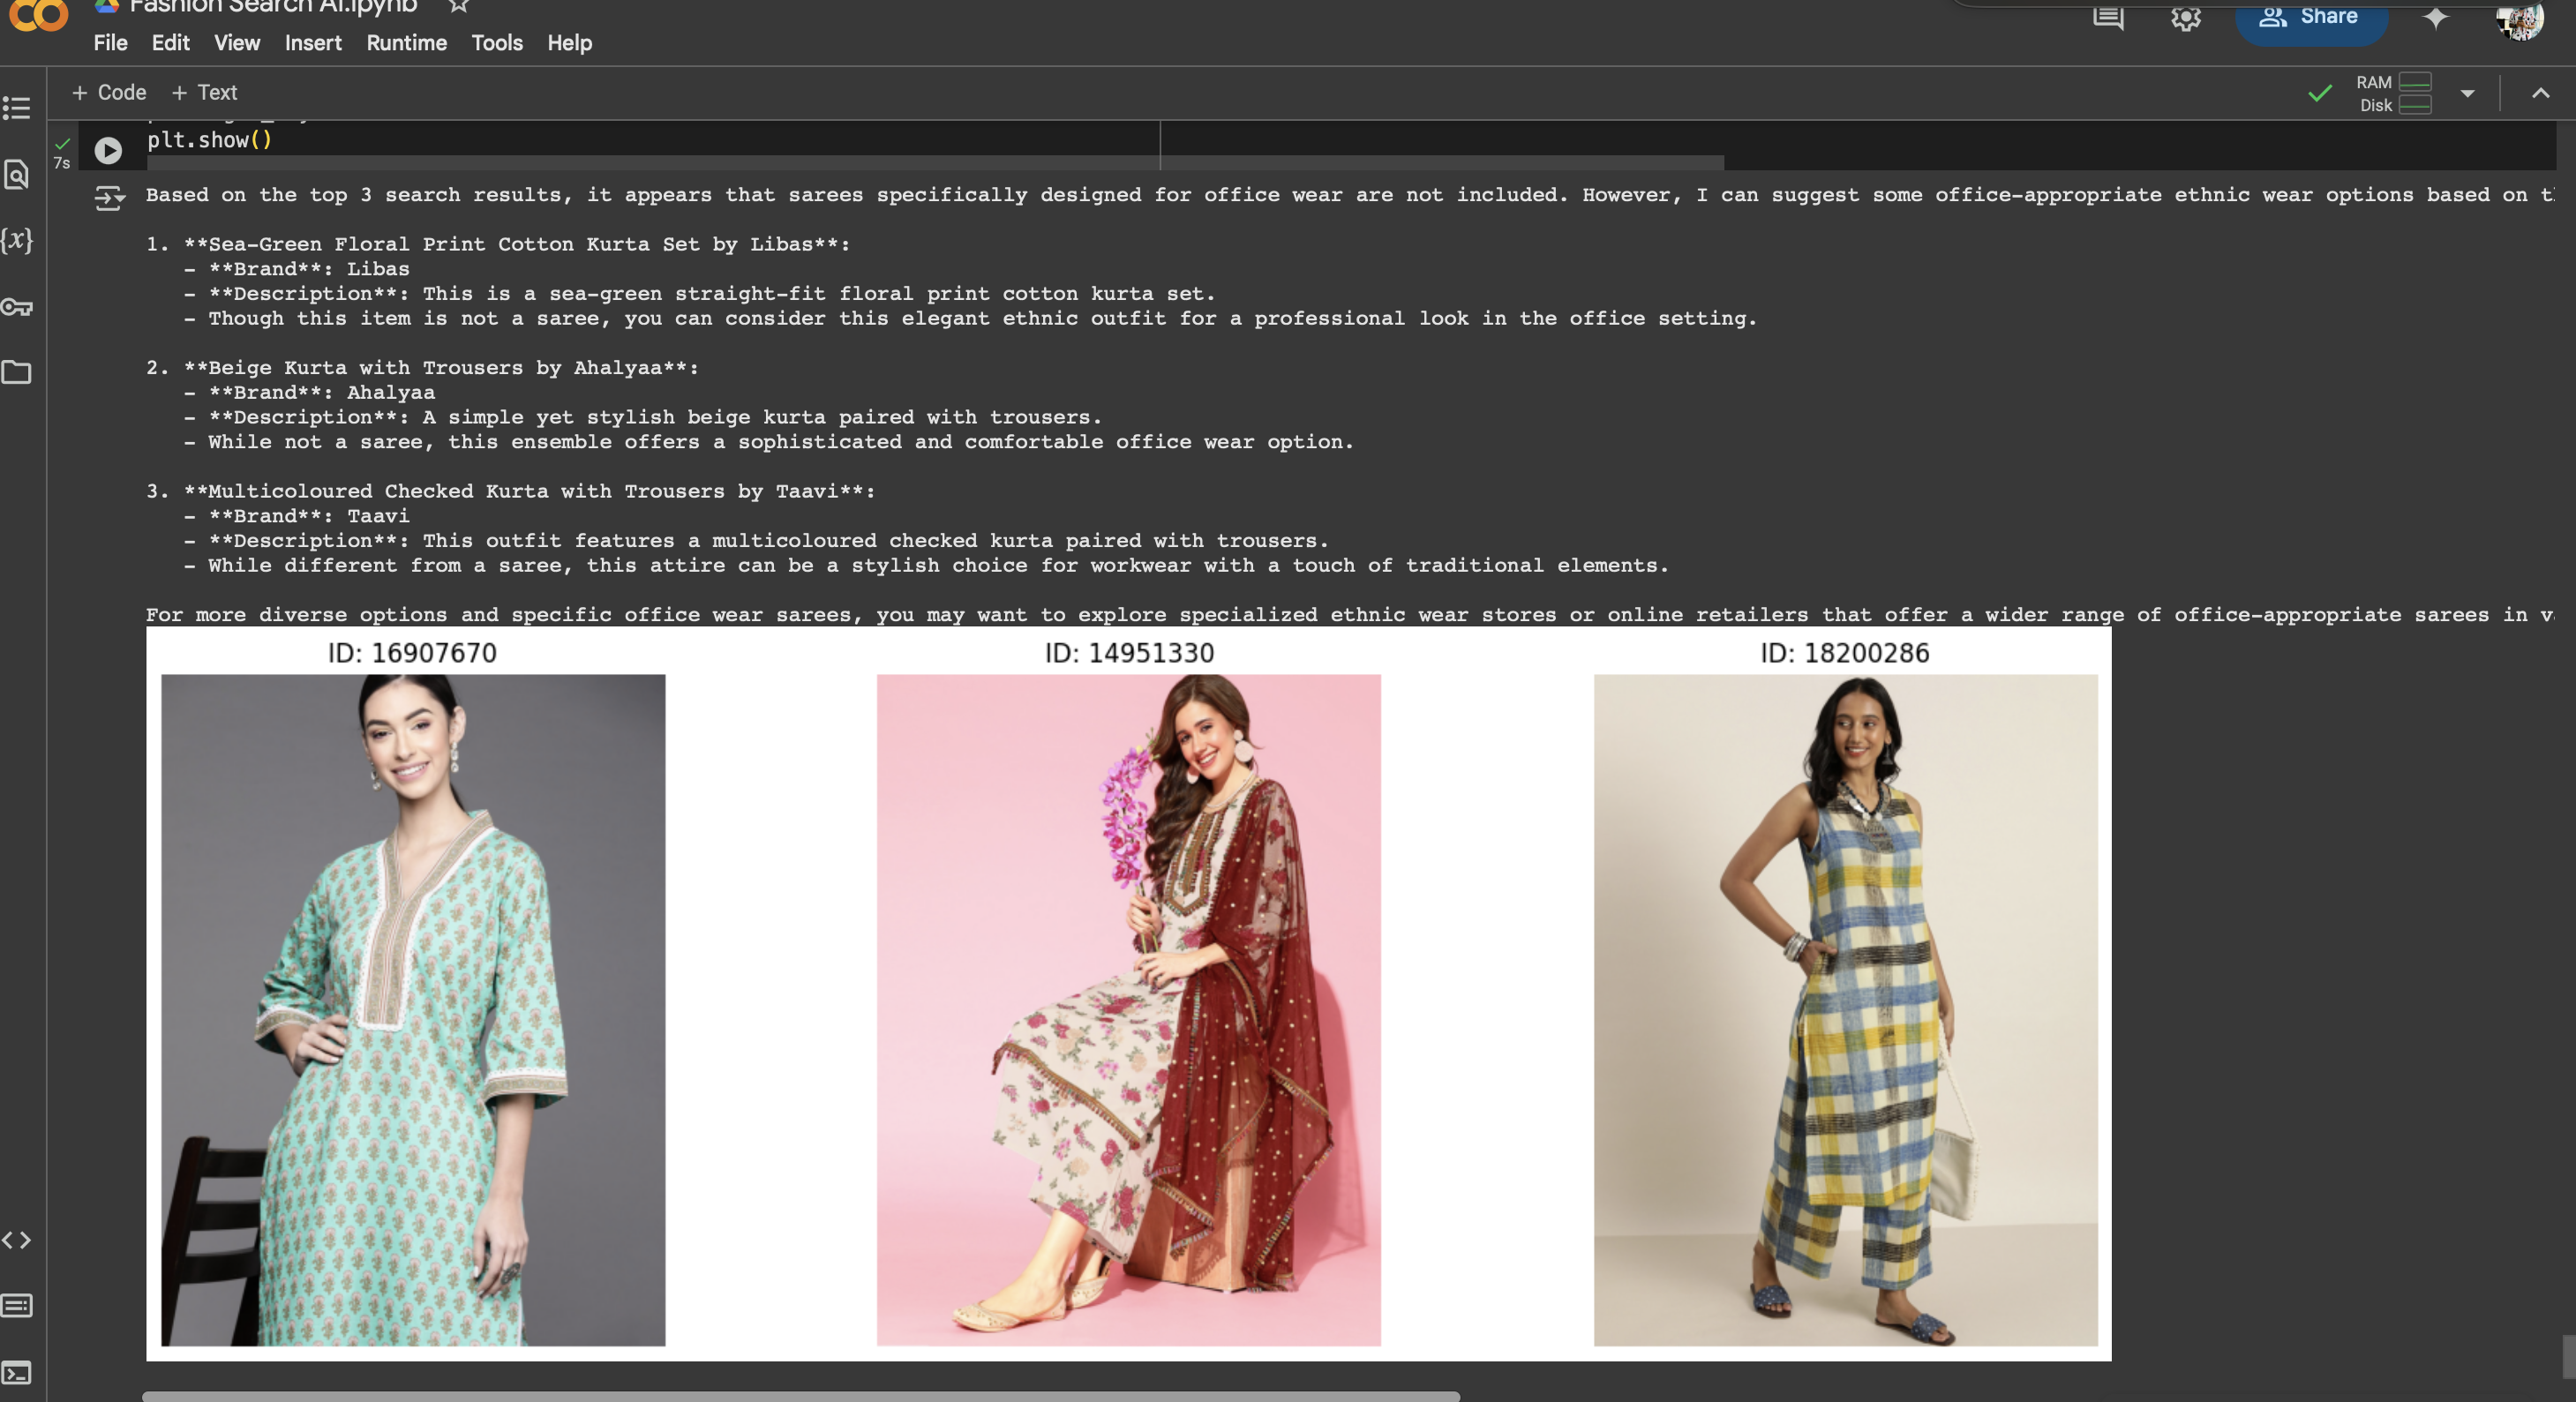 Fashion Search AI.ipynb
File Edit View Insert Runtime Tools Help
Share
+ Code + Text
RAM
Disk
plt.show()
7s
Based on the top 3 search results, it appears that sarees specifically designed for office wear are not included. However, I can suggest some office-appropriate ethnic wear options based on
1. **Sea-Green Floral Print Cotton Kurta Set by Libas**:
- **Brand**: Libas
- **Description**: This is a sea-green straight-fit floral print cotton kurta set.
- Though this item is not a saree, you can consider this elegant ethnic outfit for a professional look in the office setting.
2. **Beige Kurta with Trousers by Ahalyaa**:
- **Brand**: Ahalyaa
- **Description**: A simple yet stylish beige kurta paired with trousers.
- While not a saree, this ensemble offers a sophisticated and comfortable office wear option.
3. **Multicoloured Checked Kurta with Trousers by Taavi**:
- **Brand**: Taavi
- **Description**: This outfit features a multicoloured checked kurta paired with trousers.
- While different from a saree, this attire can be a stylish choice for workwear with a touch of traditional elements.
For more diverse options and specific office wear sarees, you may want to explore specialized ethnic wear stores or online retailers that offer a wider range of office-appropriate sarees in
ID: 16907670
ID: 14951330
ID: 18200286
{x}